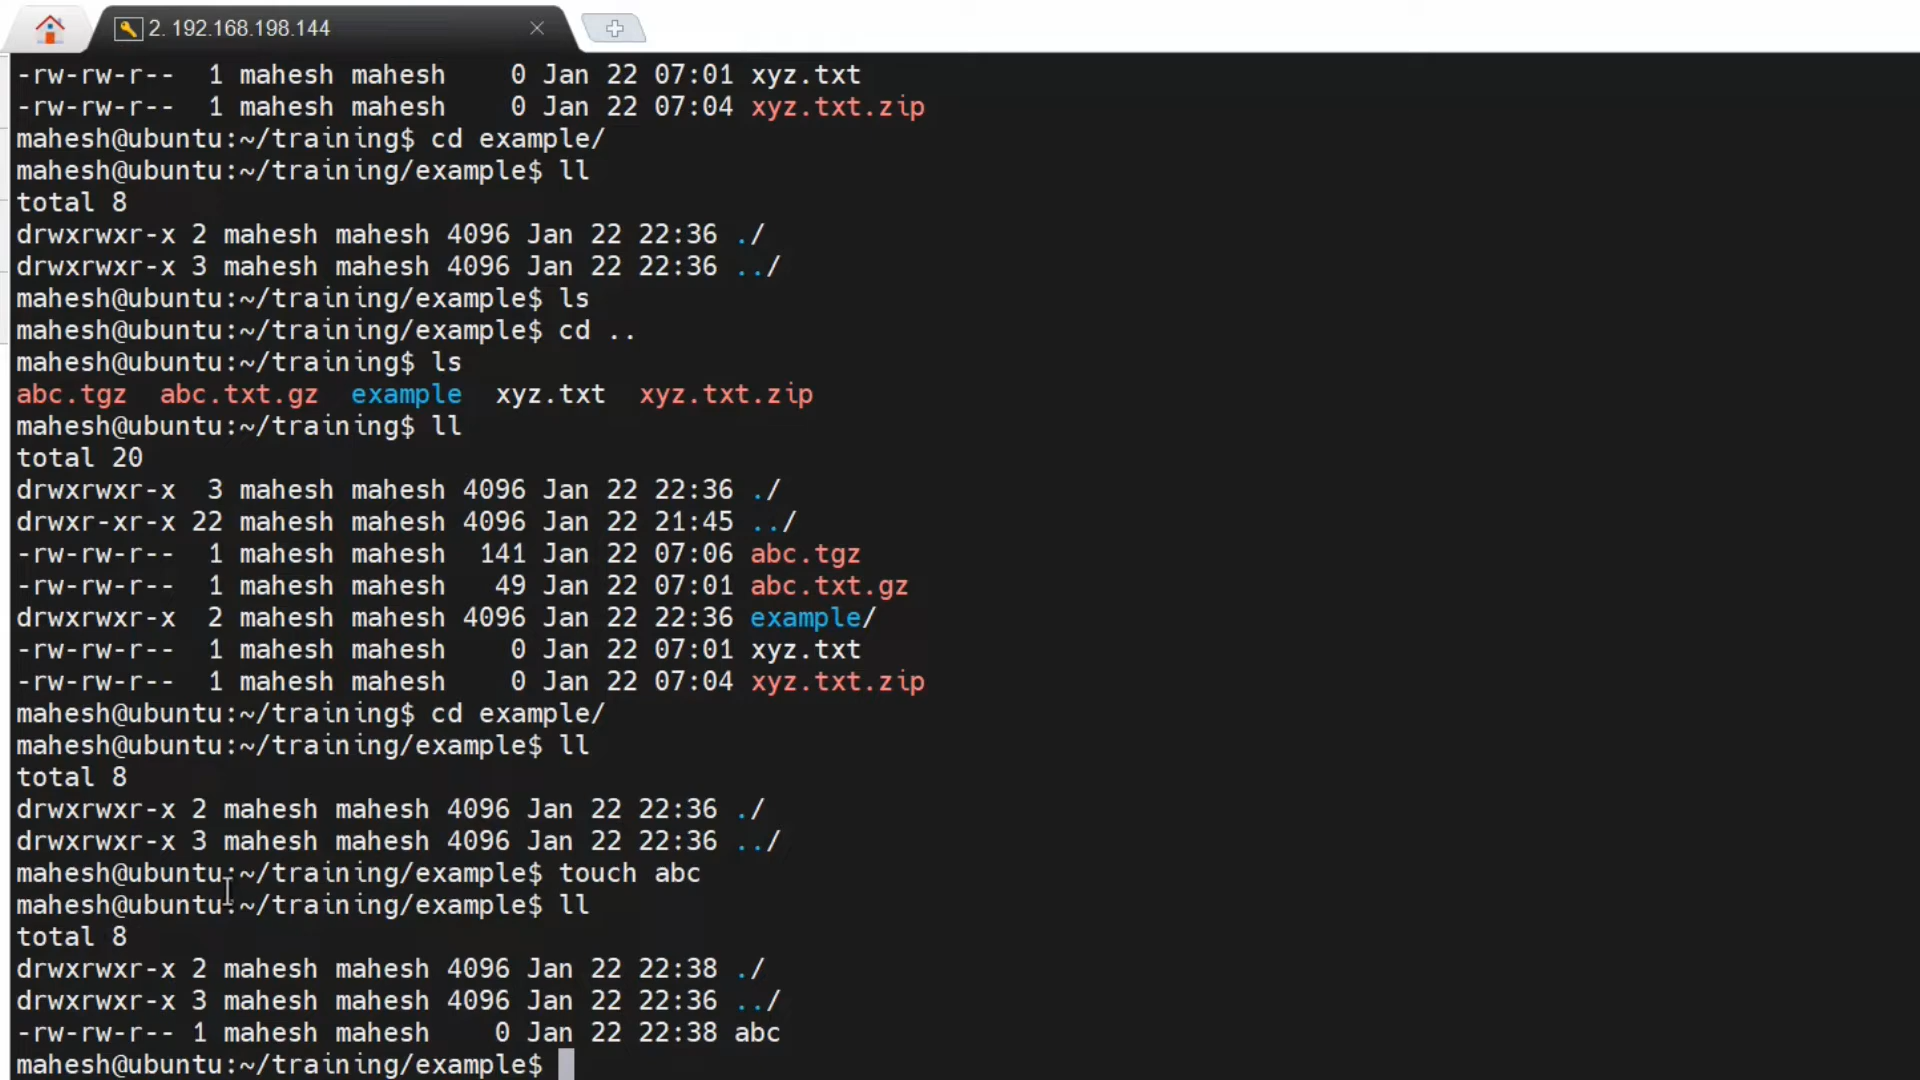 2. 192.168.198.144
-rw-rw-r--  1 mahesh mahesh    0 Jan 22 07:01 xyz.txt
-rw-rw-r--  1 mahesh mahesh    0 Jan 22 07:04 xyz.txt.zip
mahesh@ubuntu:~/training$ cd example/
mahesh@ubuntu:~/training/example$ ll
total 8
drwxrwxr-x 2 mahesh mahesh 4096 Jan 22 22:36 ./
drwxrwxr-x 3 mahesh mahesh 4096 Jan 22 22:36 ../
mahesh@ubuntu:~/training/example$ ls
mahesh@ubuntu:~/training/example$ cd ..
mahesh@ubuntu:~/training$ ls
abc.tgz  abc.txt.gz  example  xyz.txt  xyz.txt.zip
mahesh@ubuntu:~/training$ ll
total 20
drwxrwxr-x  3 mahesh mahesh 4096 Jan 22 22:36 ./
drwxr-xr-x 22 mahesh mahesh 4096 Jan 22 21:45 ../
-rw-rw-r--  1 mahesh mahesh  141 Jan 22 07:06 abc.tgz
-rw-rw-r--  1 mahesh mahesh   49 Jan 22 07:01 abc.txt.gz
drwxrwxr-x  2 mahesh mahesh 4096 Jan 22 22:36 example/
-rw-rw-r--  1 mahesh mahesh    0 Jan 22 07:01 xyz.txt
-rw-rw-r--  1 mahesh mahesh    0 Jan 22 07:04 xyz.txt.zip
mahesh@ubuntu:~/training$ cd example/
mahesh@ubuntu:~/training/example$ ll
total 8
drwxrwxr-x 2 mahesh mahesh 4096 Jan 22 22:36 ./
drwxrwxr-x 3 mahesh mahesh 4096 Jan 22 22:36 ../
mahesh@ubuntu:~/training/example$ touch abc
mahesh@ubuntu:~/training/example$ ll
total 8
drwxrwxr-x 2 mahesh mahesh 4096 Jan 22 22:38 ./
drwxrwxr-x 3 mahesh mahesh 4096 Jan 22 22:36 ../
-rw-rw-r-- 1 mahesh mahesh    0 Jan 22 22:38 abc
mahesh@ubuntu:~/training/example$